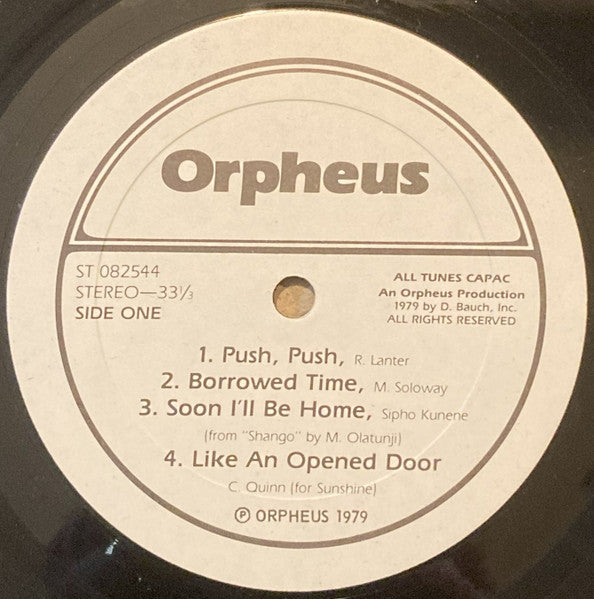 Orpheus
ST 082544
STEREO—33⅓
SIDE ONE
ALL TUNES CAPAC
An Orpheus Production
1979 by D. Bauch, Inc.
ALL RIGHTS RESERVED
1. Push, Push, R. Lanter
2. Borrowed Time, M. Soloway
3. Soon I'll Be Home, Sipho Kunene
(from "Shango" by M. Olatunji)
4. Like An Opened Door
C. Quinn (for Sunshine)
℗ ORPHEUS 1979